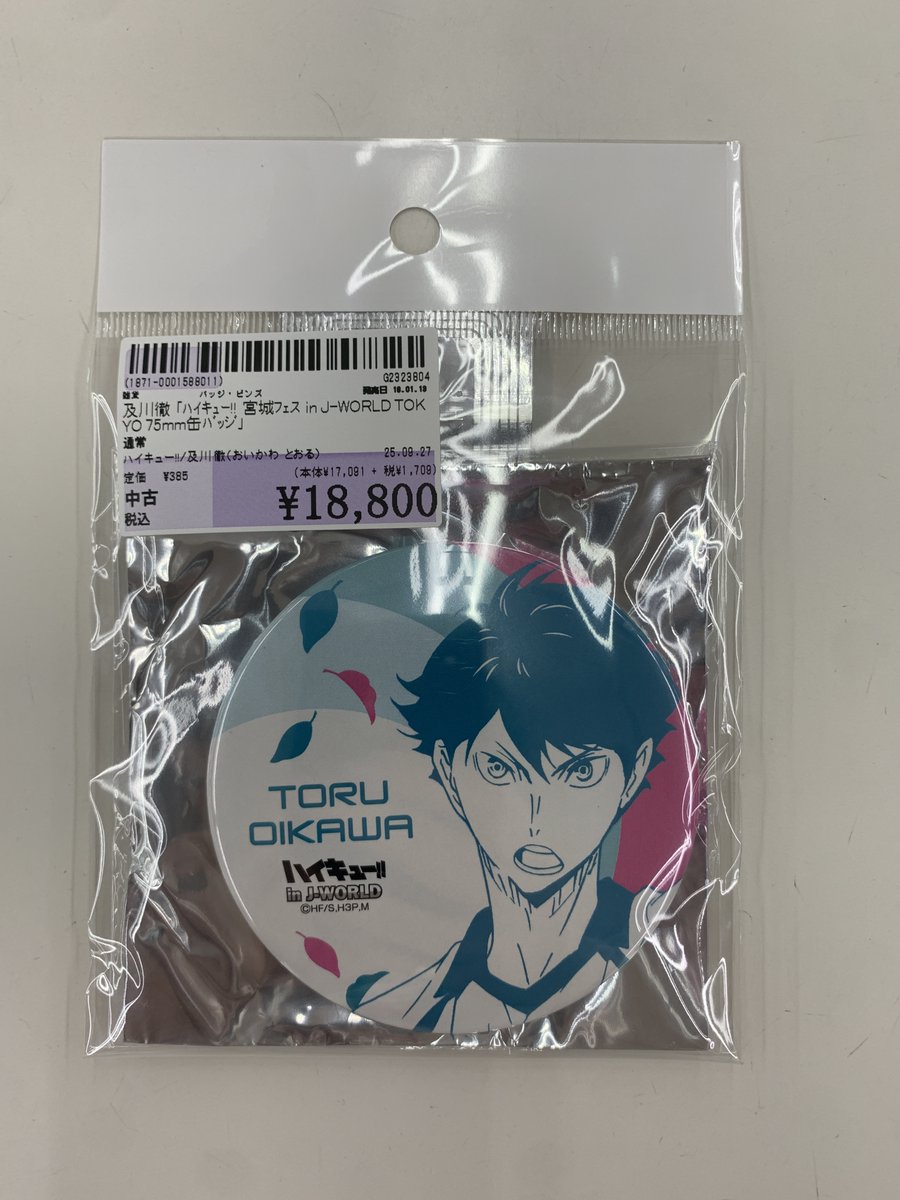 (1871-0001588011)
G2323804
雑貨 バッジ・ピンズ 発売日 18.01.18
及川徹「ハイキュー!! 宮城フェス in J-WORLD TOK
YO 75mm缶バッジ」
通常
ハイキュー!!/及川徹(おいかわ とおる) 25.09.27
定価 ¥385 (本体¥17,091 + 税¥1,709)
中古 ¥18,800
税込
TORU
OIKAWA
ハイキュー!!
in J-WORLD
©HF/S,H3P,M